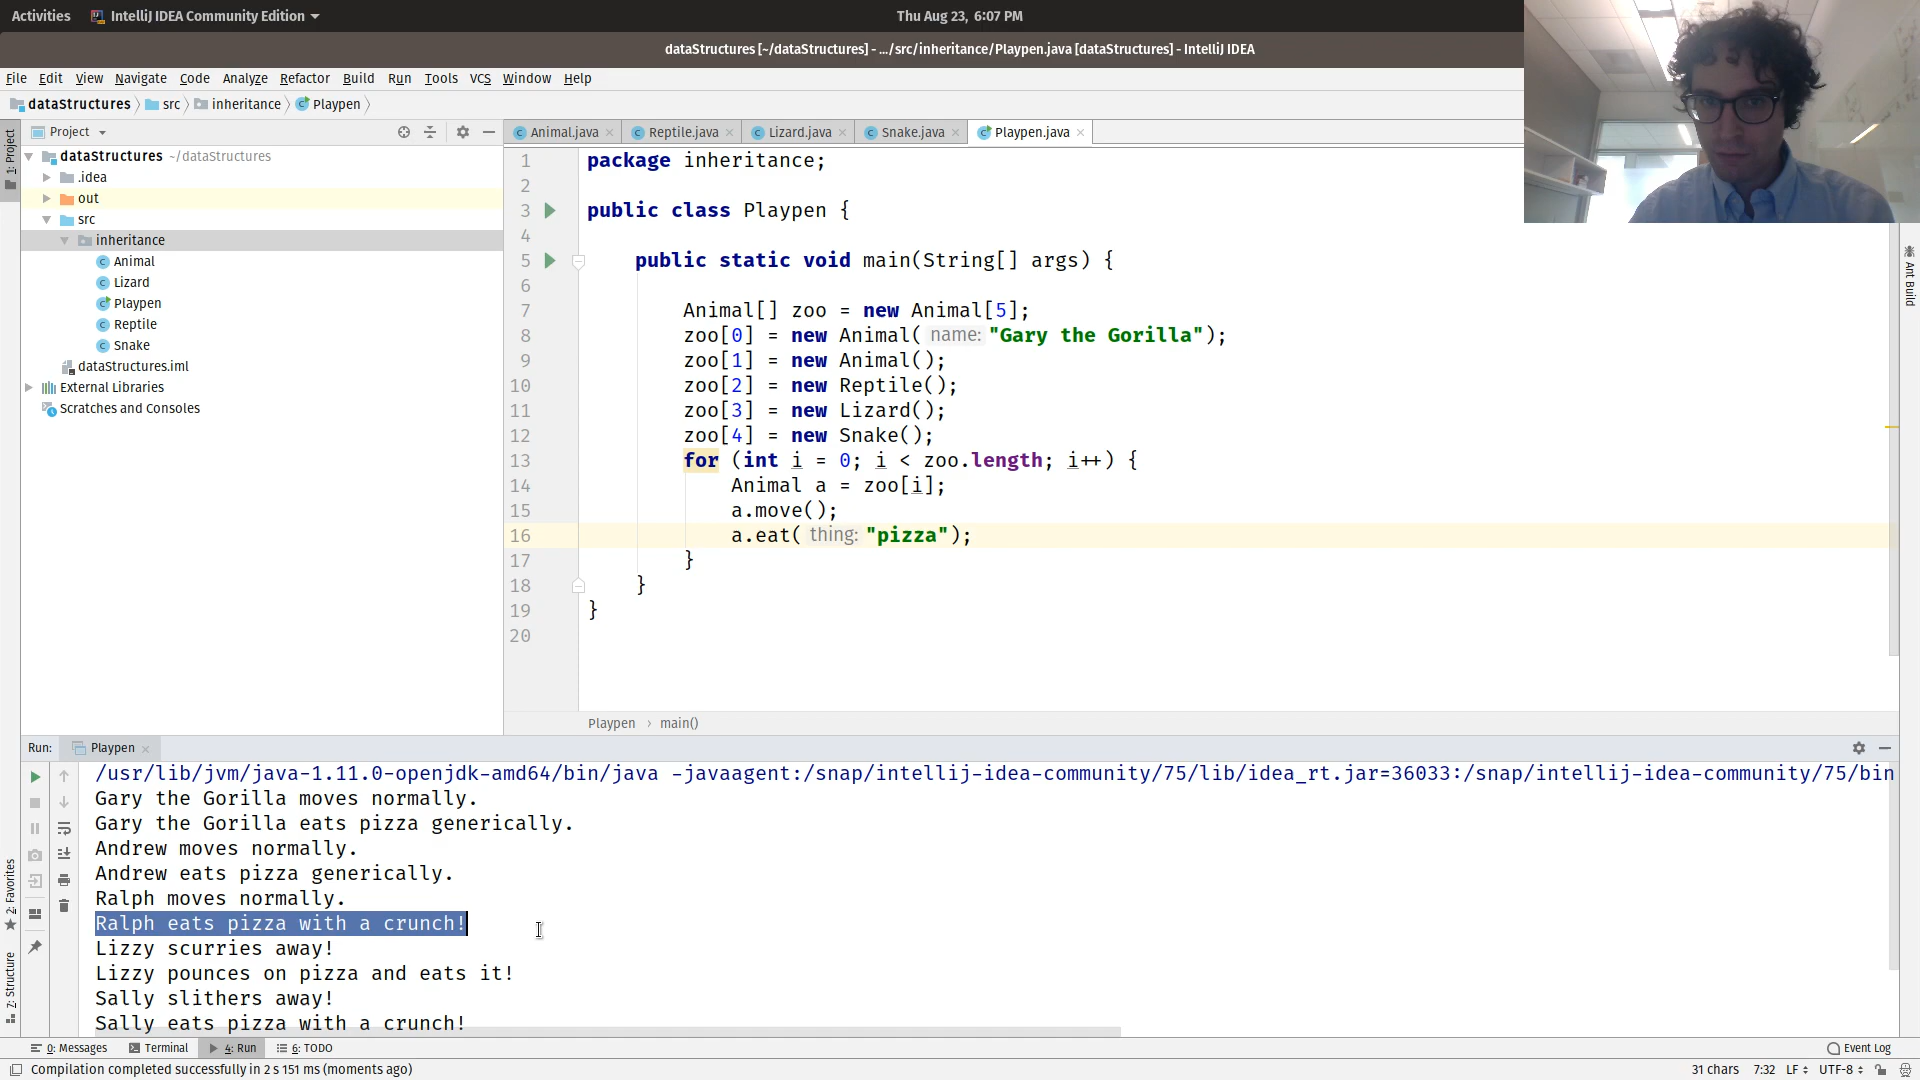 Activities IntelliJ IDEA Community Edition Thu Aug 23, 6:07 PM
dataStructures [~/dataStructures] - .../src/inheritance/Playpen.java [dataStructures] - IntelliJ IDEA
File Edit View Navigate Code Analyze Refactor Build Run Tools VCS Window Help
dataStructures src inheritance Playpen
Project
Animal.java Reptile.java Lizard.java Snake.java Playpen.java
1: Project
dataStructures ~/dataStructures
.idea
out
src
inheritance
Animal
Lizard
Playpen
Reptile
Snake
dataStructures.iml
External Libraries
Scratches and Consoles
1 package inheritance;
2
3 public class Playpen {
4
5 public static void main(String[] args) {
6
7 Animal[] zoo = new Animal[5];
8 zoo[0] = new Animal( name: "Gary the Gorilla");
9 zoo[1] = new Animal();
10 zoo[2] = new Reptile();
11 zoo[3] = new Lizard();
12 zoo[4] = new Snake();
13 for (int i = 0; i < zoo.length; i++) {
14 Animal a = zoo[i];
15 a.move();
16 a.eat( thing: "pizza");
17 }
18 }
19 }
20
Ant Build
Playpen › main()
Run: Playpen
/usr/lib/jvm/java-1.11.0-openjdk-amd64/bin/java -javaagent:/snap/intellij-idea-community/75/lib/idea_rt.jar=36033:/snap/intellij-idea-community/75/bin
Gary the Gorilla moves normally.
Gary the Gorilla eats pizza generically.
Andrew moves normally.
Andrew eats pizza generically.
Ralph moves normally.
Ralph eats pizza with a crunch!
Lizzy scurries away!
Lizzy pounces on pizza and eats it!
Sally slithers away!
Sally eats pizza with a crunch!
2: Favorites
7: Structure
0: Messages Terminal 4: Run 6: TODO Event Log
Compilation completed successfully in 2 s 151 ms (moments ago) 31 chars 7:32 LF UTF-8